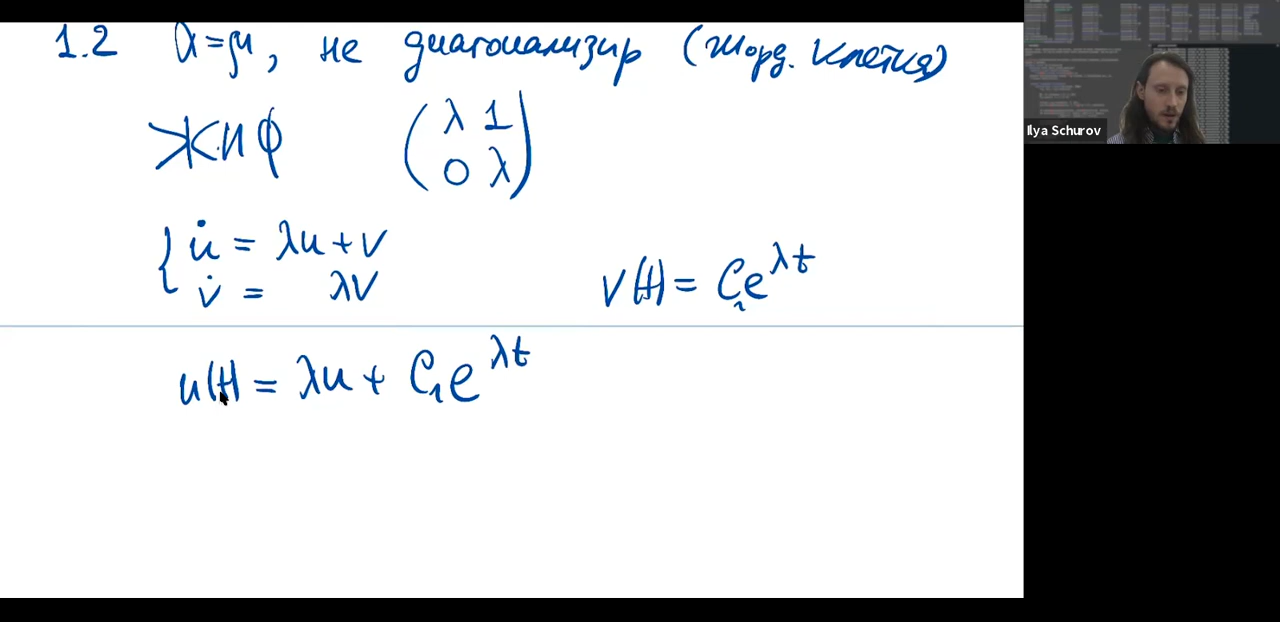 1.2 λ=μ, не диагонализир (жорд. клетка)
ЖНФ ( λ 1
0 λ )
{ u̇ = λu + v
v̇ = λv
v(t) = C₁e^{λt}
u(t) = λu + C₁e^{λt}
Ilya Schurov